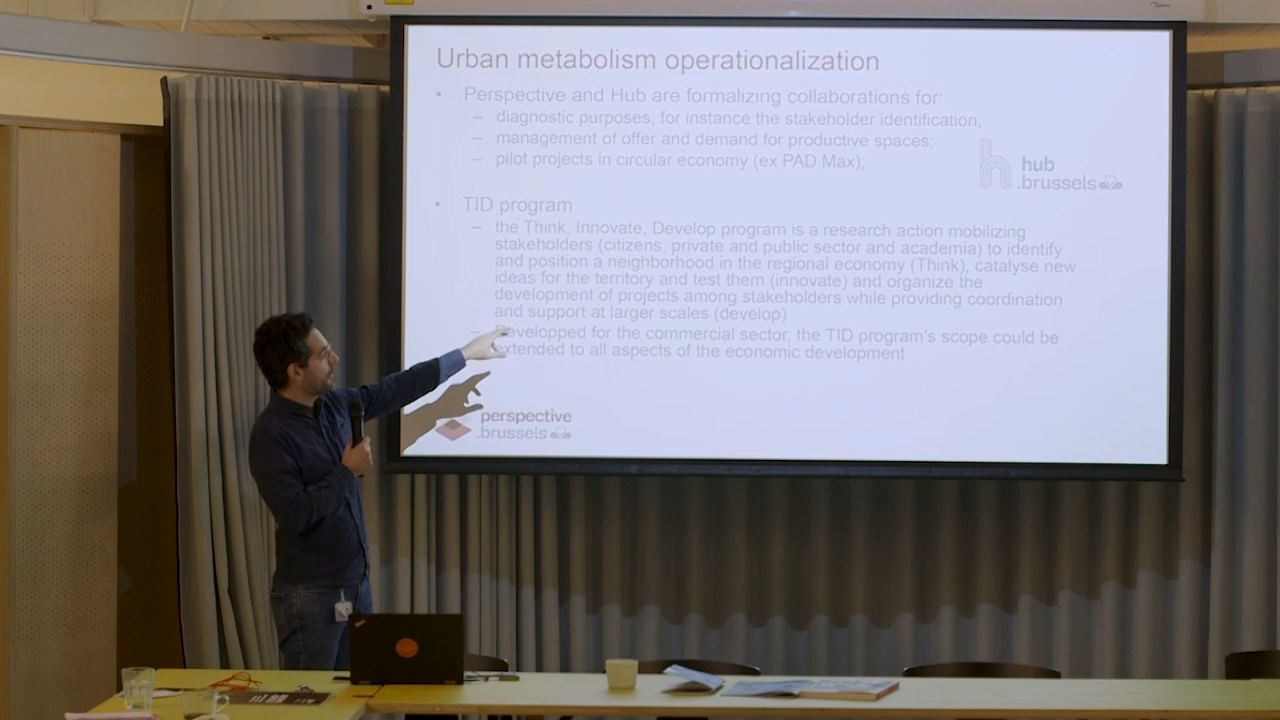 Urban metabolism operationalization
• Perspective and Hub are formalizing collaborations for:
– diagnostic purposes, for instance the stakeholder identification,
– management of offer and demand for productive spaces;
– pilot projects in circular economy (ex PAD Max);
h hub
.brussels
• TID program
– the Think, Innovate, Develop program is a research action mobilizing
stakeholders (citizens, private and public sector and academia) to identify
and position a neighborhood in the regional economy (Think), catalyse new
ideas for the territory and test them (innovate) and organize the
development of projects among stakeholders while providing coordination
and support at larger scales (develop)
– developped for the commercial sector, the TID program's scope could be
extended to all aspects of the economic development
perspective
.brussels